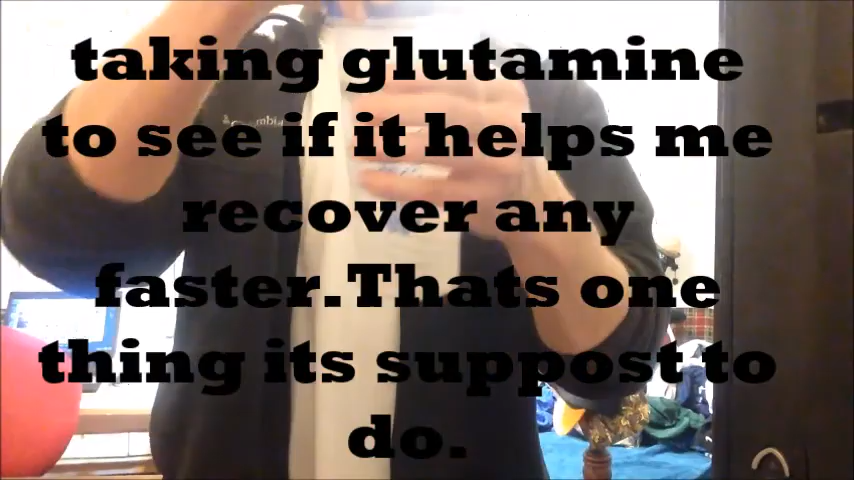 taking glutamine
to see if it helps me
recover any
faster.Thats one
thing its suppost to
do.